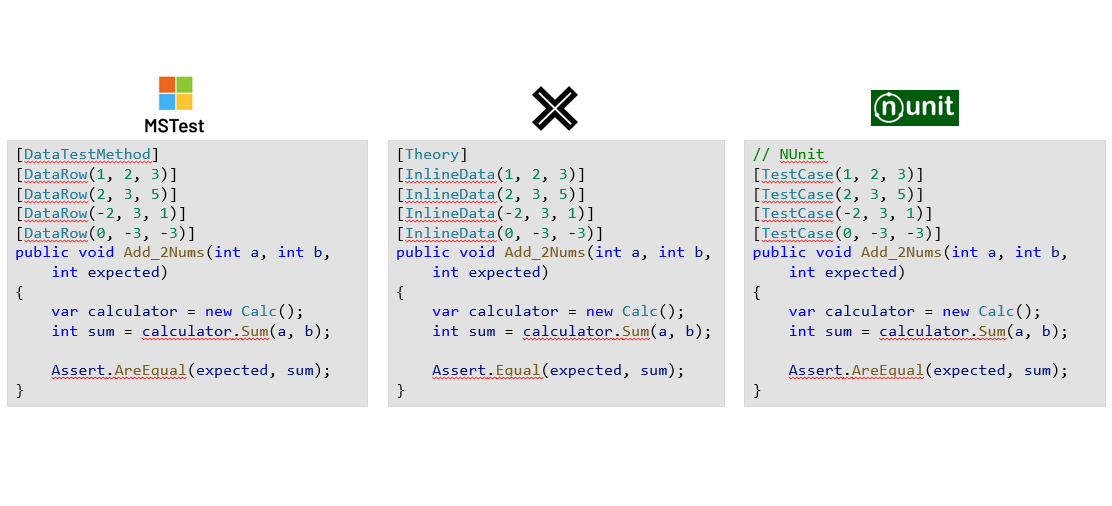 MSTest
[DataTestMethod]
[DataRow(1, 2, 3)]
[DataRow(2, 3, 5)]
[DataRow(-2, 3, 1)]
[DataRow(0, -3, -3)]
public void Add_2Nums(int a, int b,
    int expected)
{
    var calculator = new Calc();
    int sum = calculator.Sum(a, b);

    Assert.AreEqual(expected, sum);
}
[Theory]
[InlineData(1, 2, 3)]
[InlineData(2, 3, 5)]
[InlineData(-2, 3, 1)]
[InlineData(0, -3, -3)]
public void Add_2Nums(int a, int b,
    int expected)
{
    var calculator = new Calc();
    int sum = calculator.Sum(a, b);

    Assert.Equal(expected, sum);
}
nunit
// NUnit
[TestCase(1, 2, 3)]
[TestCase(2, 3, 5)]
[TestCase(-2, 3, 1)]
[TestCase(0, -3, -3)]
public void Add_2Nums(int a, int b,
    int expected)
{
    var calculator = new Calc();
    int sum = calculator.Sum(a, b);

    Assert.AreEqual(expected, sum);
}